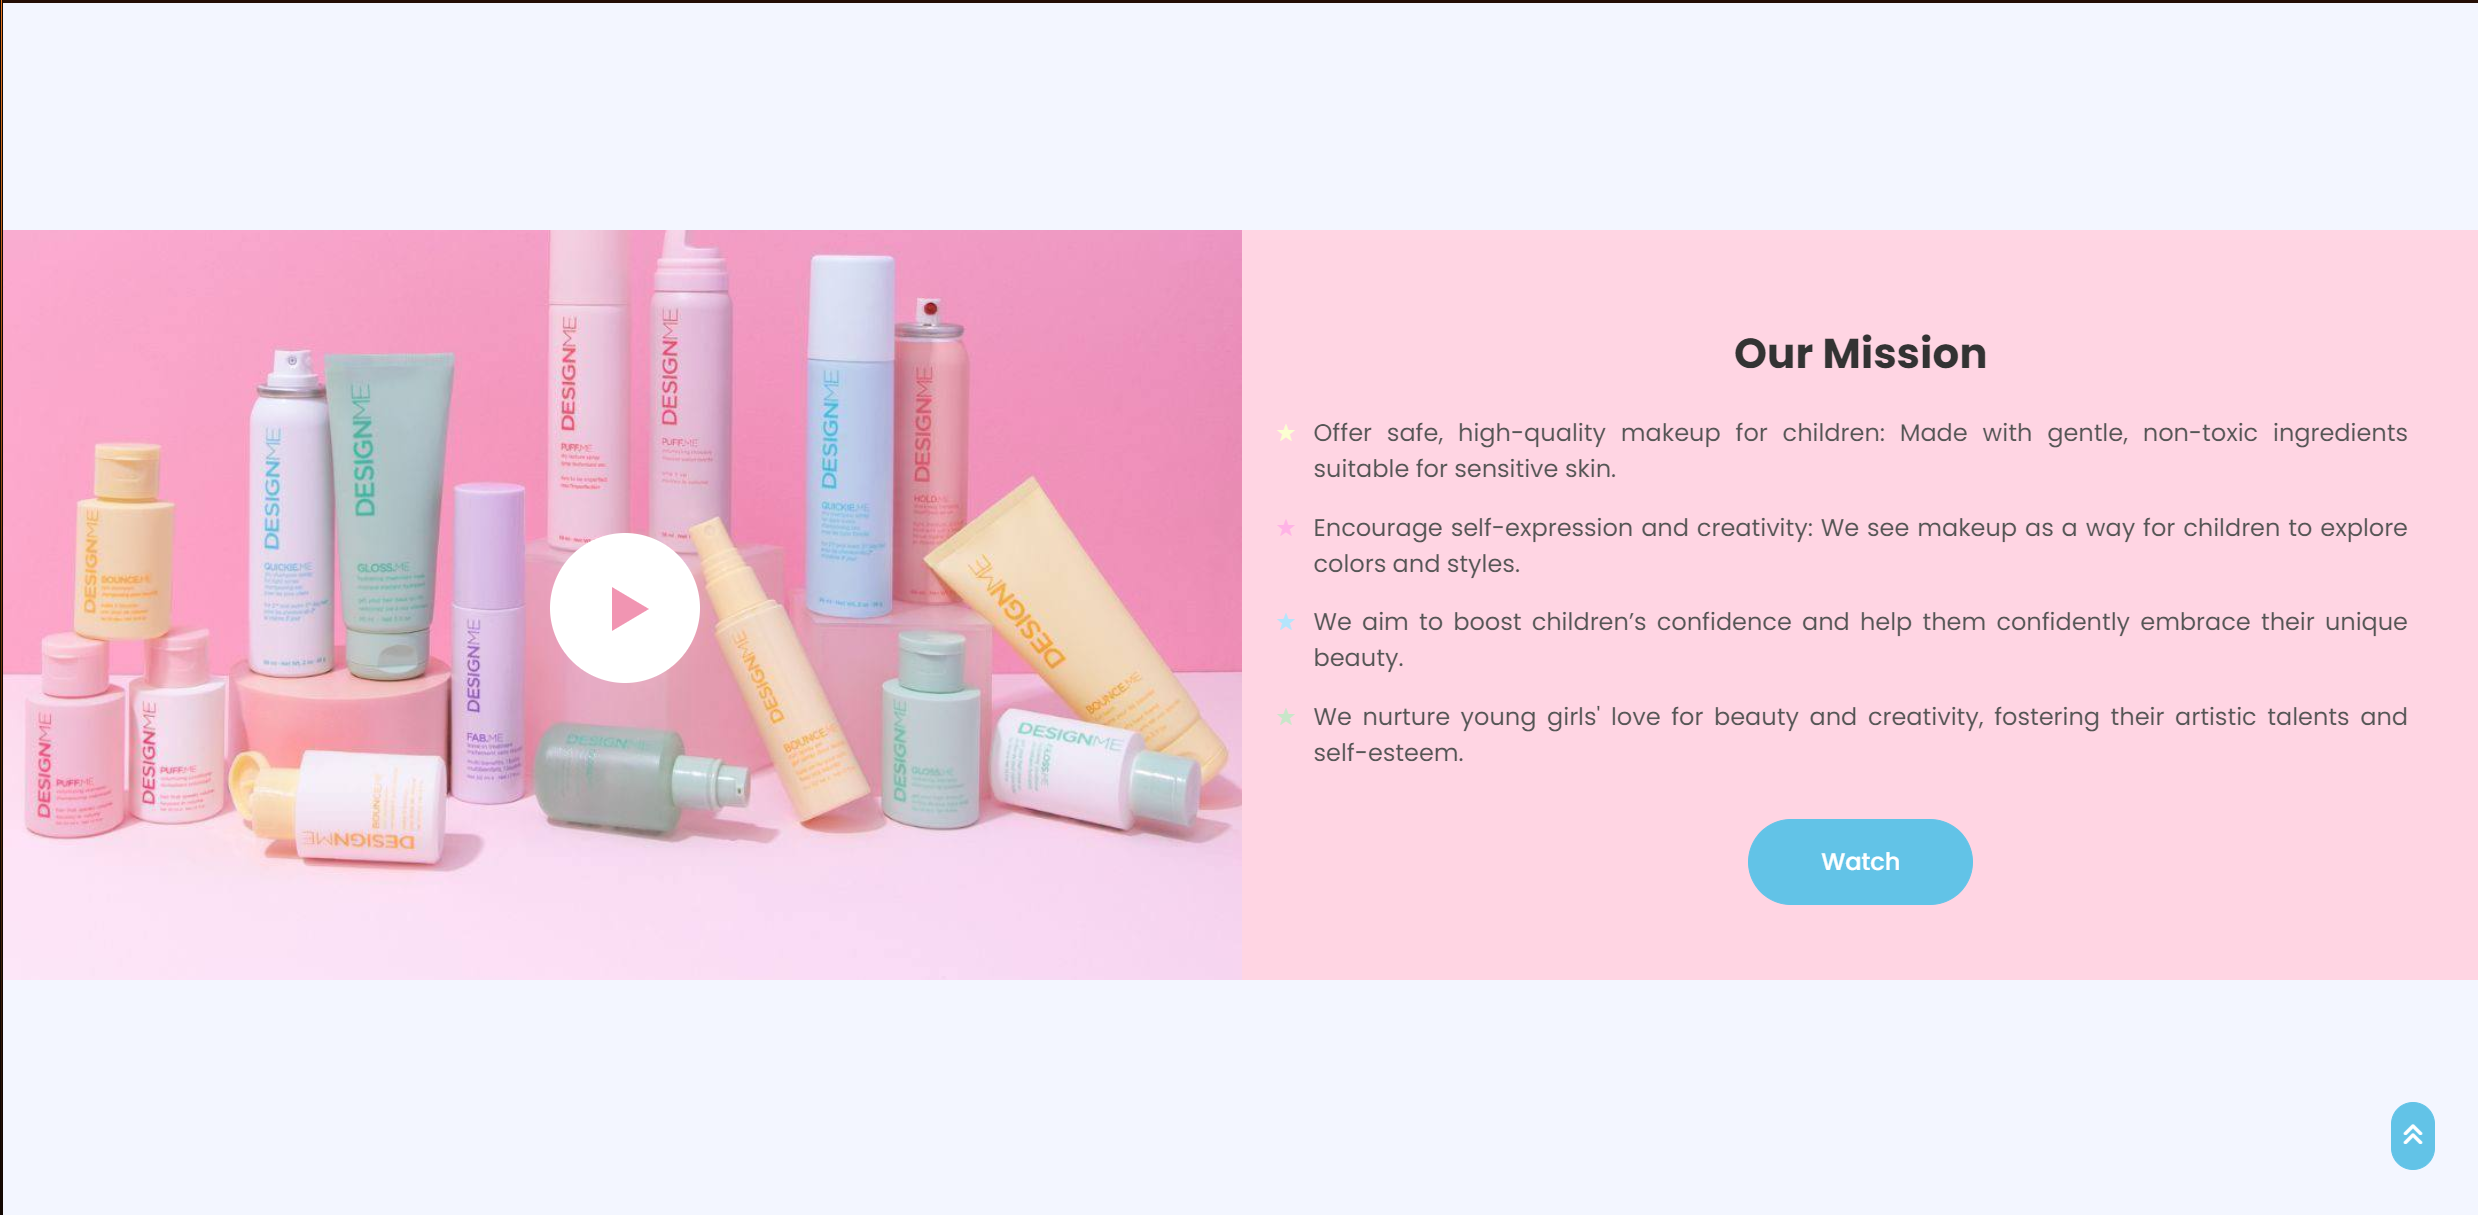 DESIGNME
PUFF.ME
DESIGNME
PUFF.ME
DESIGNME
QUICKIE.ME
DESIGNME
HOLD.ME
DESIGNME
QUICKIE.ME
DESIGNME
GLOSS.ME
DESIGNME
BOUNCE.ME
DESIGNME
FAB.ME
DESIGNME
BOUNCE.ME
DESIGNME
BOUNCE.ME
DESIGNME
PUFF.ME
DESIGNME
PUFF.ME
DESIGNME
BOUNCE.ME
DESIGNME
DESIGNME
GLOSS.ME
DESIGNME
GLOSS.ME
Our Mission
Offer safe, high-quality makeup for children: Made with gentle, non-toxic ingredients
suitable for sensitive skin.
Encourage self-expression and creativity: We see makeup as a way for children to explore
colors and styles.
We aim to boost children’s confidence and help them confidently embrace their unique
beauty.
We nurture young girls' love for beauty and creativity, fostering their artistic talents and
self-esteem.
Watch